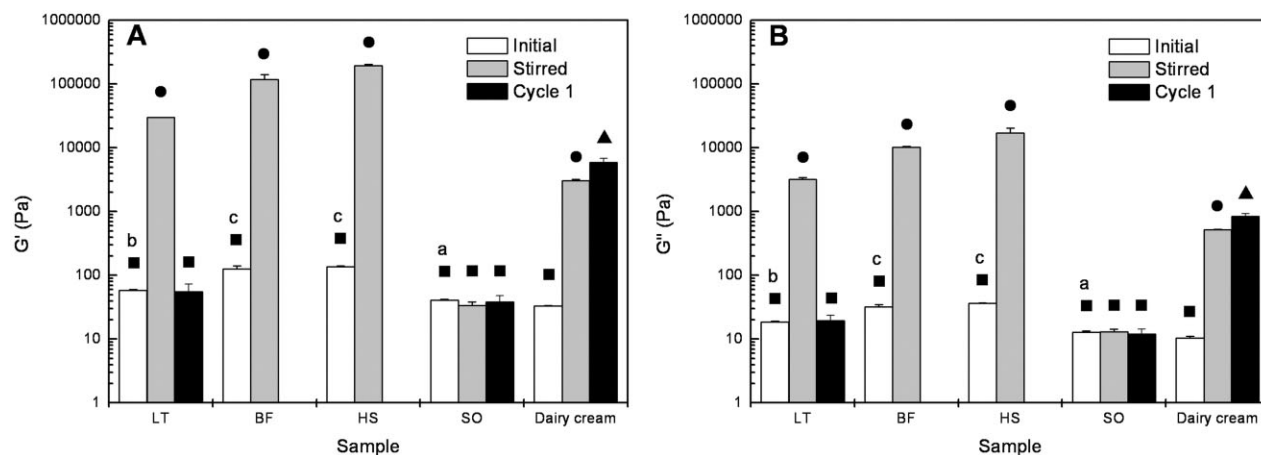 A
Initial
Stirred
Cycle 1
1000000
100000
10000
1000
100
10
1
G' (Pa)
b
c
c
a
LT
BF
HS
SO
Dairy cream
Sample
B
Initial
Stirred
Cycle 1
1000000
100000
10000
1000
100
10
1
G'' (Pa)
b
c
c
a
LT
BF
HS
SO
Dairy cream
Sample